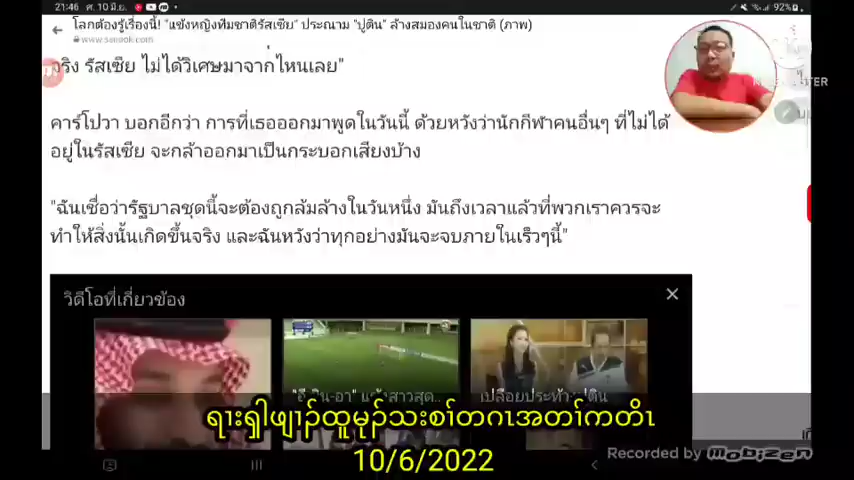 21:46 ศ. 10 มิ.ย.
92%
โลกต้องรู้เรื่องนี้! "แข้งหญิงทีมชาติรัสเซีย" ประณาม "ปูติน" ล้างสมองคนในชาติ (ภาพ)
www.sanook.com
จริง รัสเซีย ไม่ได้วิเศษมาจากไหนเลย"
คาร์โปวา บอกอีกว่า การที่เธอออกมาพูดในวันนี้ ด้วยหวังว่านักกีฬาคนอื่นๆ ที่ไม่ได้
อยู่ในรัสเซีย จะกล้าออกมาเป็นกระบอกเสียงบ้าง
"ฉันเชื่อว่ารัฐบาลชุดนี้จะต้องถูกล้มล้างในวันหนึ่ง มันถึงเวลาแล้วที่พวกเราควรจะ
ทำให้สิ่งนั้นเกิดขึ้นจริง และฉันหวังว่าทุกอย่างมันจะจบภายในเร็วๆนี้"
วิดีโอที่เกี่ยวข้อง
ရၢးရှါဖျၢၣ်ထူမုၣ်သးစၢ်တဂၤအတၢ်ကတိၤ
10/6/2022
Recorded by Mobizen